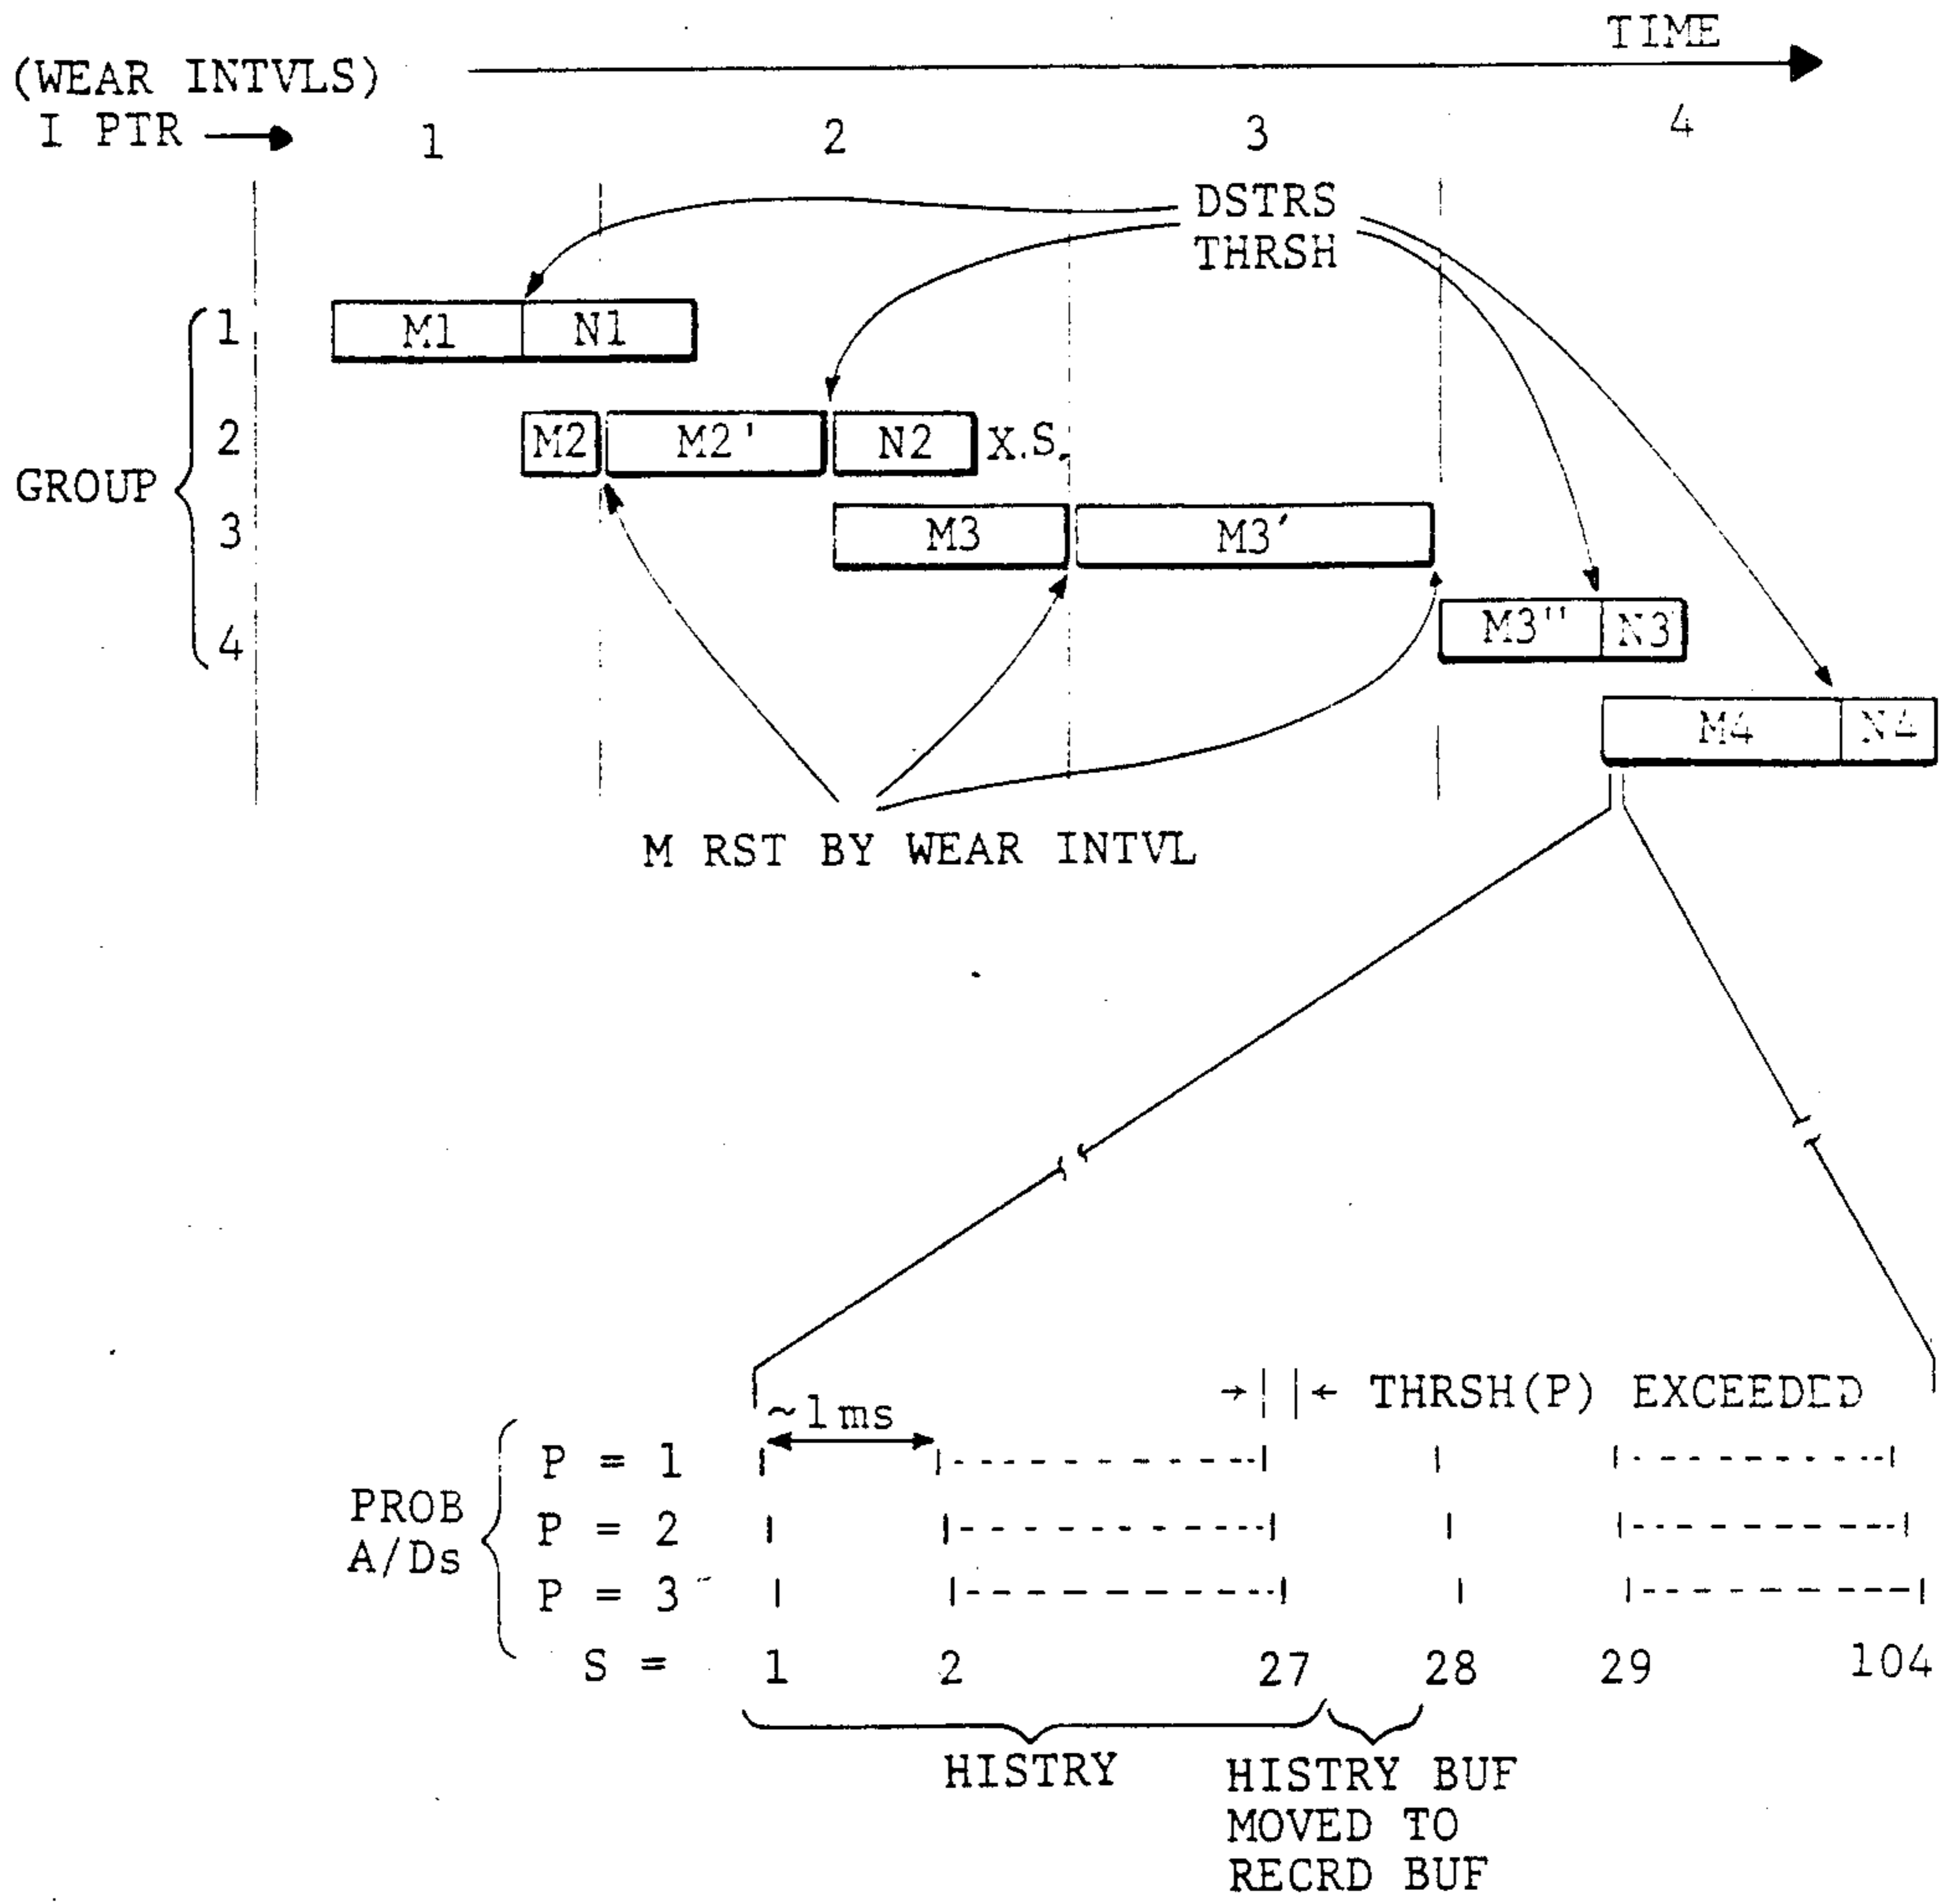 TIME
(WEAR INTVLS)
I PTR
1 2 3 4
DSTRS
THRSH
1 M1 N1
2 M2 M2' N2 X.S.
GROUP
3 M3 M3'
4 M3'' N3
M4 N4
M RST BY WEAR INTVL
THRSH(P) EXCEEDED
~1ms
P = 1
PROB
A/Ds
P = 2
P = 3
S = 1 2 27 28 29 104
HISTRY
HISTRY BUF
MOVED TO
RECRD BUF